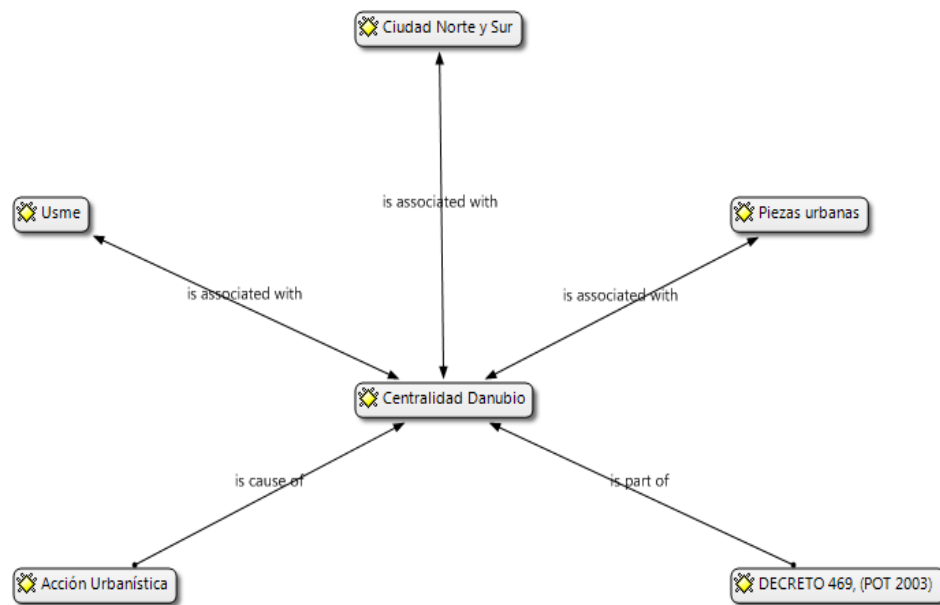 Ciudad Norte y Sur
is associated with
Usme
Piezas urbanas
is associated with
is associated with
Centralidad Danubio
is cause of
is part of
Acción Urbanística
DECRETO 469, (POT 2003)